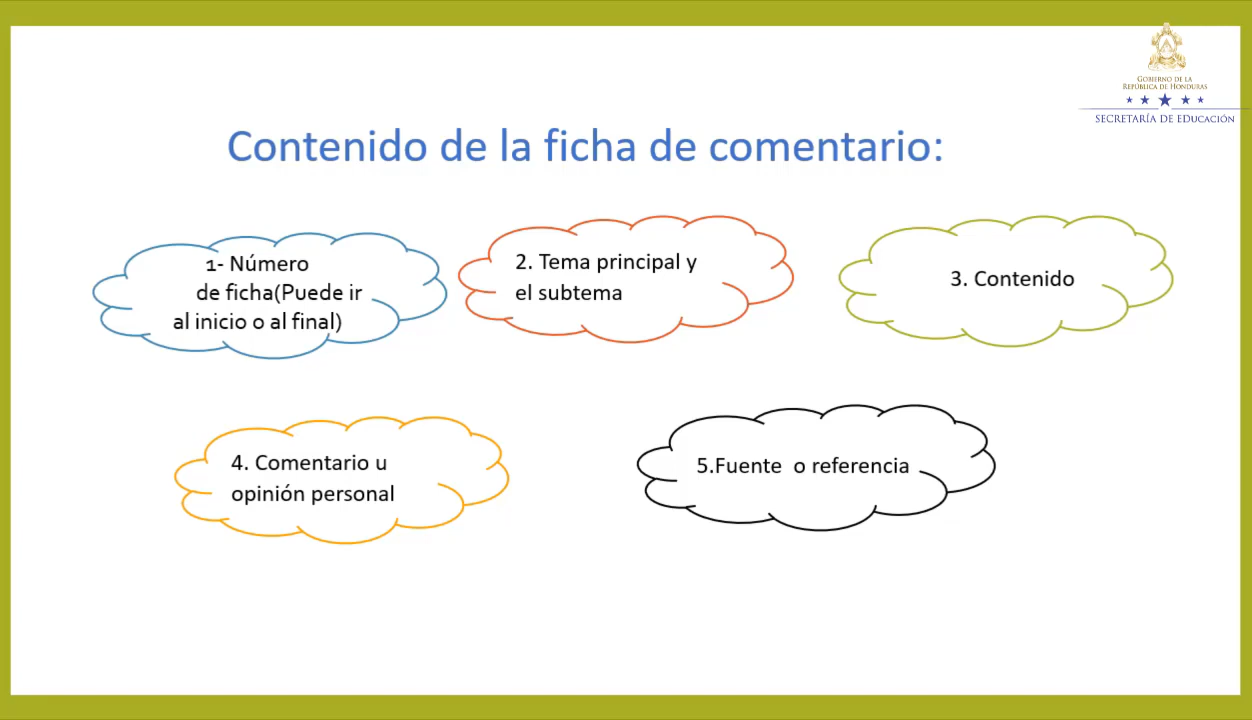 GOBIERNO DE LA
REPÚBLICA DE HONDURAS
SECRETARÍA DE EDUCACIÓN
Contenido de la ficha de comentario:
1- Número
de ficha(Puede ir
al inicio o al final)
2. Tema principal y
el subtema
3. Contenido
4. Comentario u
opinión personal
5.Fuente o referencia